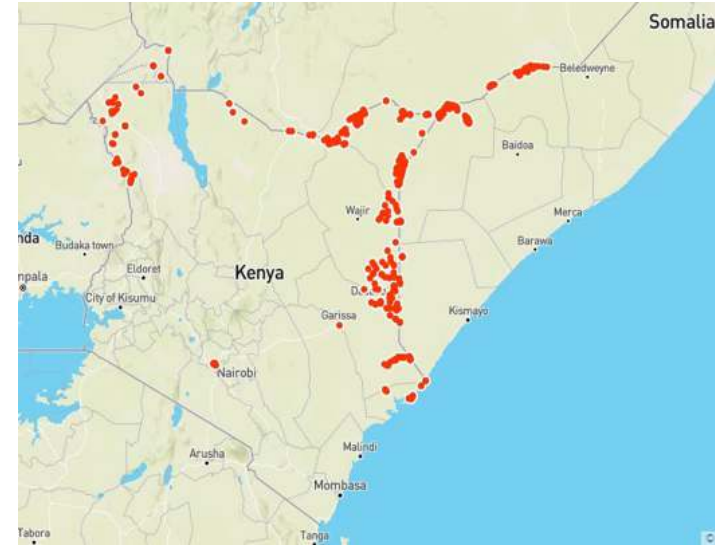 Somalia
Beledweyne
Baidoa
Wajir
Merca
nda
Budaka town
Barawa
Kenya
Eldoret
npala
City of Kisumu
Garissa
Kismayo
Nairobi
Malindi
Arusha
Mombasa
Tabora
Tanga
©